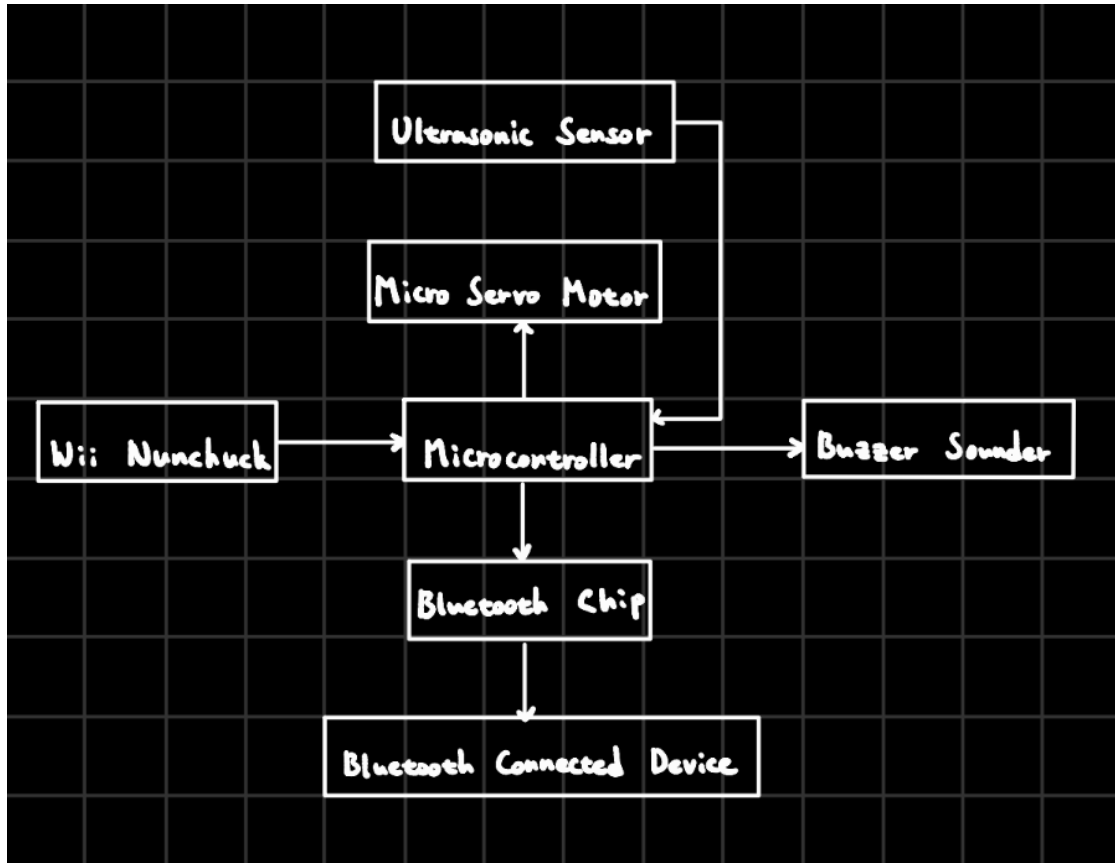 Ultrasonic Sensor
Micro Servo Motor
Wii Nunchuck
Microcontroller
Buzzer Sounder
Bluetooth Chip
Bluetooth Connected Device